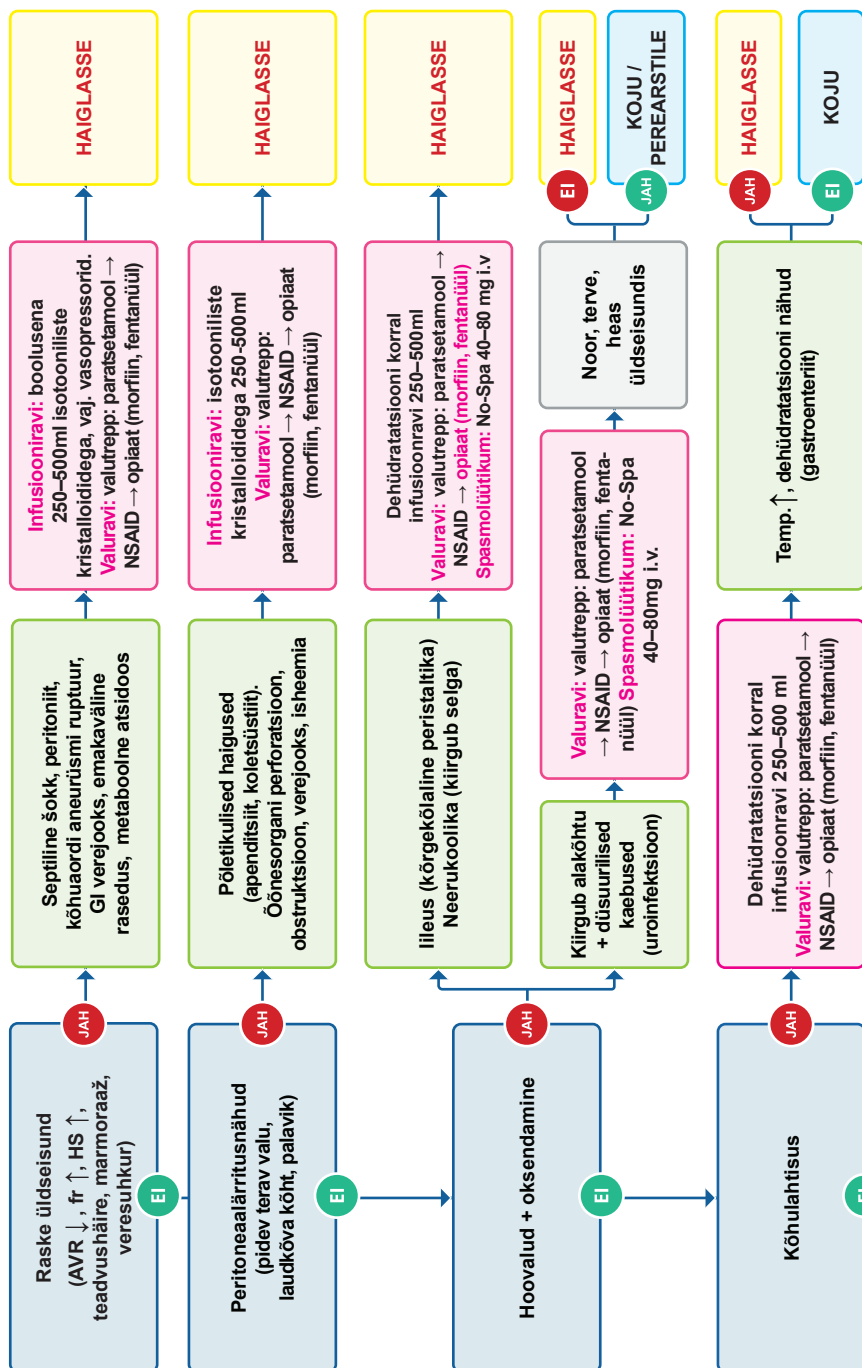 Raske üldseisund
(AVR ↓, fr ↑, HS ↑,
teadvushäire, marmoraaž,
veresuhkur)
JAH
Septiline šokk, peritoniit,
kõhuaordi aneurüsmi ruptuur,
GI verejooks, emakaväline
rasedus, metaboolne atsidoos
Infusiooniravi: boolusena
250–500ml isotooniliste
kristalloididega, vaj. vasopressorid.
Valuravi: valutrepp: paratsetamool →
NSAID → opiaat (morfiin, fentanüül)
HAIGLASSE
EI
Peritoneaalärritusnähud
(pidev terav valu,
laudkõva kõht, palavik)
JAH
Põletikulised haigused
(apenditsiit, koletsüstiit).
Õõnesorgani perforatsioon,
obstruktsioon, verejooks, isheemia
Infusiooniravi: isotooniliste
kristalloididega 250-500ml
Valuravi: valutrepp:
paratsetamool → NSAID → opiaat
(morfiin, fentanüül)
HAIGLASSE
EI
Hoovalud + oksendamine
JAH
Iileus (kõrgekõlaline peristaltika)
Neerukoolika (kiirgub selga)
Dehüdratatsiooni korral
infusioonravi 250–500ml
Valuravi: valutrepp: paratsetamool →
NSAID → opiaat (morfiin, fentanüül)
Spasmolüütikum: No-Spa 40–80 mg i.v
HAIGLASSE
Kiirgub alakõhtu
+ düsuurilised
kaebused
(uroinfektsioon)
Valuravi: valutrepp: paratsetamool
→ NSAID → opiaat (morfiin, fenta-
nüül) Spasmolüütikum: No-Spa
40–80mg i.v.
Noor, terve,
heas
üldseisundis
EI
HAIGLASSE
JAH
KOJU /
PEREARSTILE
EI
Kõhulahtisus
JAH
Dehüdratatsiooni korral
infusioonravi 250–500 ml
Valuravi: valutrepp: paratsetamool →
NSAID → opiaat (morfiin, fentanüül)
Temp.↑, dehüdratatsiooni nähud
(gastroenteriit)
JAH
HAIGLASSE
EI
KOJU
EI